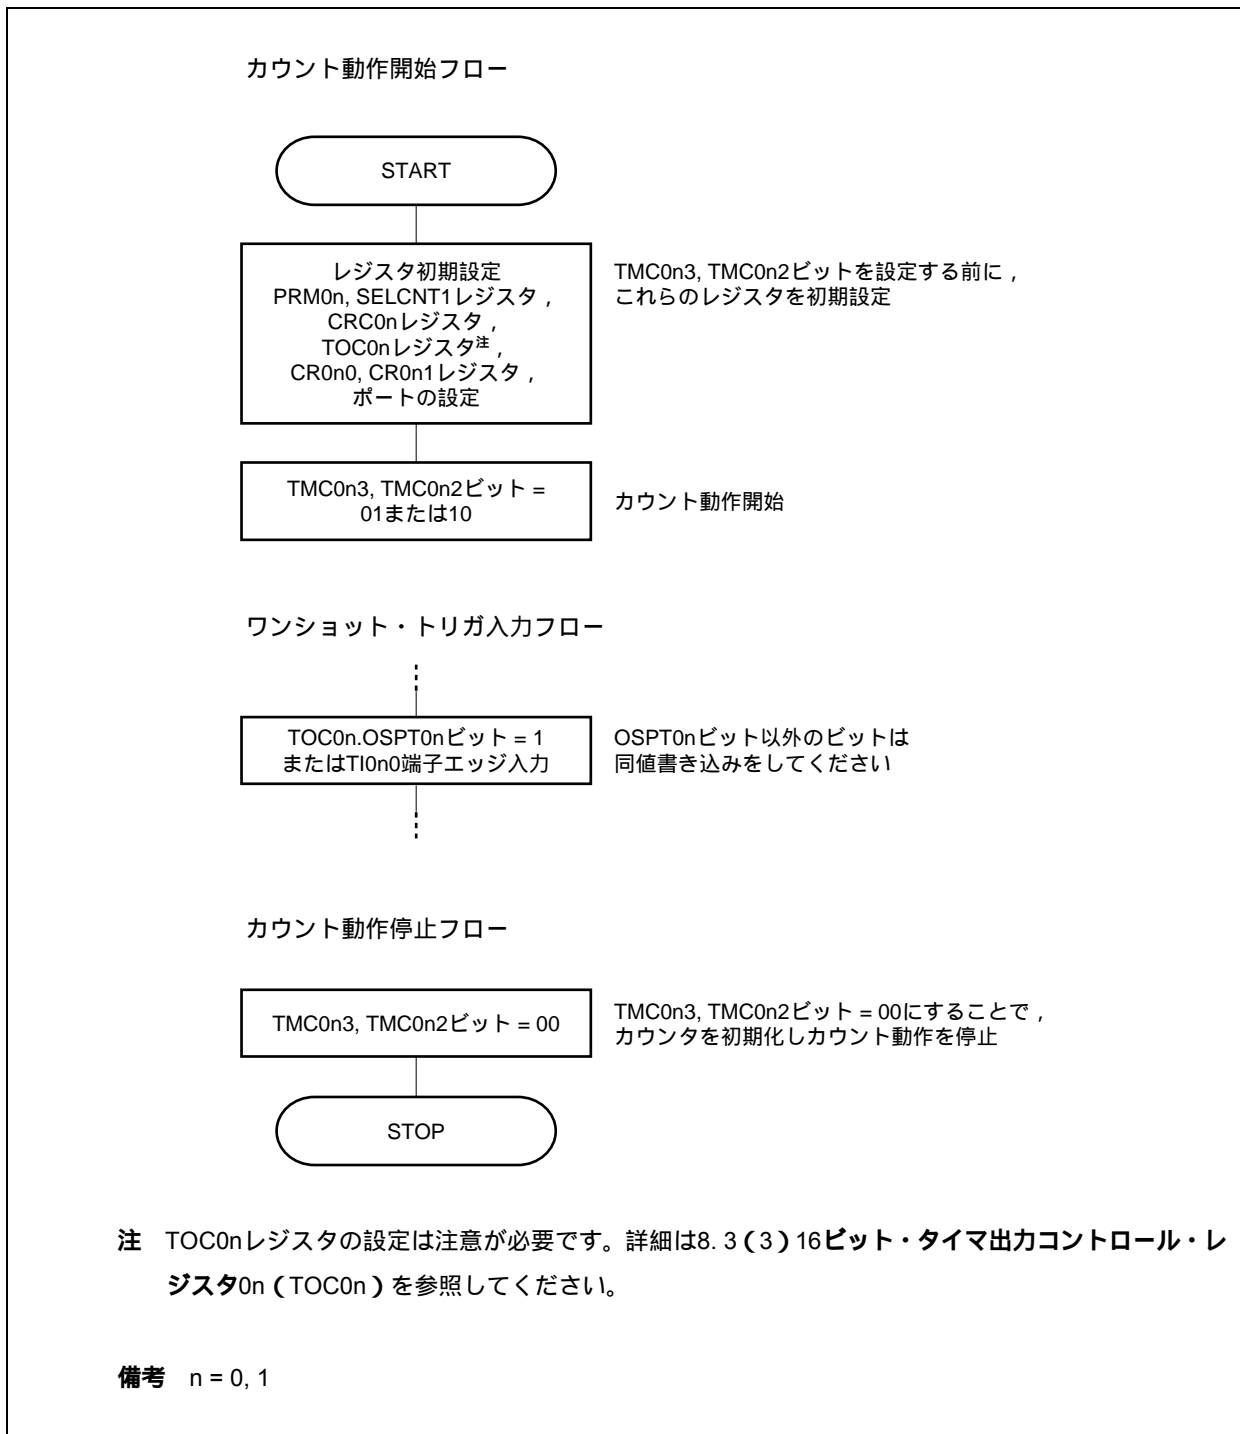 カウント動作開始フロー
START
レジスタ初期設定
PRM0n, SELCNT1レジスタ，
CRC0nレジスタ，
TOC0nレジスタ注，
CR0n0, CR0n1レジスタ，
ポートの設定
TMC0n3, TMC0n2ビットを設定する前に，
これらのレジスタを初期設定
TMC0n3, TMC0n2ビット =
01または10
カウント動作開始
ワンショット・トリガ入力フロー
TOC0n.OSPT0nビット = 1
またはTI0n0端子エッジ入力
OSPT0nビット以外のビットは
同値書き込みをしてください
カウント動作停止フロー
TMC0n3, TMC0n2ビット = 00
TMC0n3, TMC0n2ビット = 00にすることで，
カウンタを初期化しカウント動作を停止
STOP
注　TOC0nレジスタの設定は注意が必要です。詳細は8. 3（3）16ビット・タイマ出力コントロール・レ
ジスタ0n（TOC0n）を参照してください。
備考　n = 0, 1